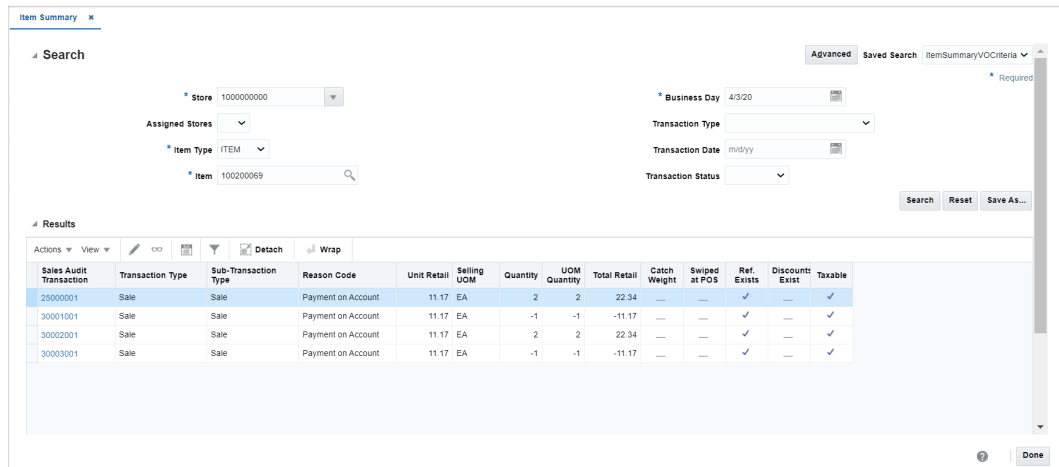 Item Summary ×
Search
Advanced Saved Search ItemSummaryVOCriteria
* Required
* Store 1000000000
* Business Day 4/3/20
Assigned Stores
Transaction Type
* Item Type ITEM
Transaction Date m/d/yy
* Item 100200069
Transaction Status
Search Reset Save As...
Results
Actions View Detach Wrap
Sales Audit Transaction Transaction Type Sub-Transaction Type Reason Code Unit Retail Selling UOM Quantity UOM Quantity Total Retail Catch Weight Swiped at POS Ref. Exists Discounts Exist Taxable
25000001 Sale Sale Payment on Account 11.17 EA 2 2 22.34
30001001 Sale Sale Payment on Account 11.17 EA -1 -1 -11.17
30002001 Sale Sale Payment on Account 11.17 EA 2 2 22.34
30003001 Sale Sale Payment on Account 11.17 EA -1 -1 -11.17
? Done